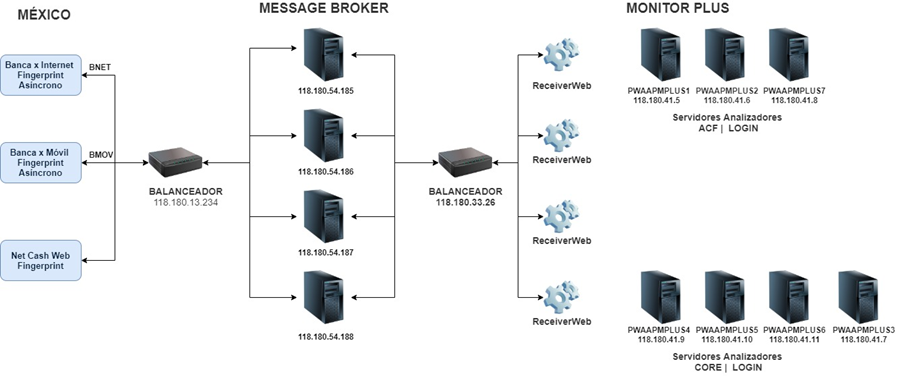 MÉXICO
MESSAGE BROKER
MONITOR PLUS
Banca x Internet
Fingerprint
Asíncrono
BNET
Banca x Móvil
Fingerprint
Asíncrono
BMOV
Net Cash Web
Fingerprint
BALANCEADOR
118.180.13.234
118.180.54.185
118.180.54.186
118.180.54.187
118.180.54.188
BALANCEADOR
118.180.33.26
ReceiverWeb
ReceiverWeb
ReceiverWeb
ReceiverWeb
PWAAPMPLUS1 PWAAPMPLUS2 PWAAPMPLUS7
118.180.41.5 118.180.41.6 118.180.41.8
Servidores Analizadores
ACF | LOGIN
PWAAPMPLUS4 PWAAPMPLUS5 PWAAPMPLUS6 PWAAPMPLUS3
118.180.41.9 118.180.41.10 118.180.41.11 118.180.41.7
Servidores Analizadores
CORE | LOGIN